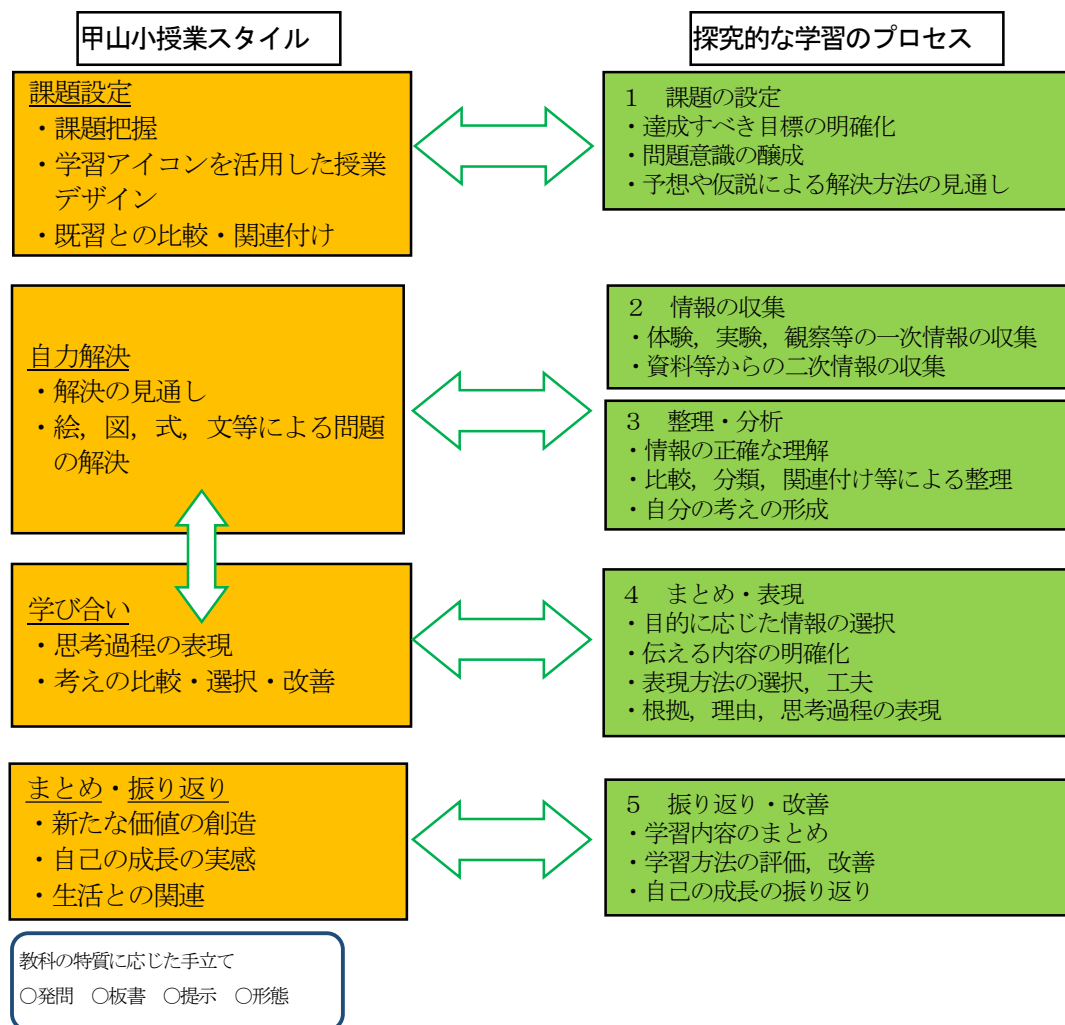 甲山小授業スタイル
探究的な学習のプロセス
課題設定
・課題把握
・学習アイコンを活用した授業
デザイン
・既習との比較・関連付け
1　課題の設定
・達成すべき目標の明確化
・問題意識の醸成
・予想や仮説による解決方法の見通し
自力解決
・解決の見通し
・絵，図，式，文等による問題
の解決
2　情報の収集
・体験，実験，観察等の一次情報の収集
・資料等からの二次情報の収集
3　整理・分析
・情報の正確な理解
・比較，分類，関連付け等による整理
・自分の考えの形成
学び合い
・思考過程の表現
・考えの比較・選択・改善
4　まとめ・表現
・目的に応じた情報の選択
・伝える内容の明確化
・表現方法の選択，工夫
・根拠，理由，思考過程の表現
まとめ・振り返り
・新たな価値の創造
・自己の成長の実感
・生活との関連
5　振り返り・改善
・学習内容のまとめ
・学習方法の評価，改善
・自己の成長の振り返り
教科の特質に応じた手立て
○発問　○板書　○提示　○形態